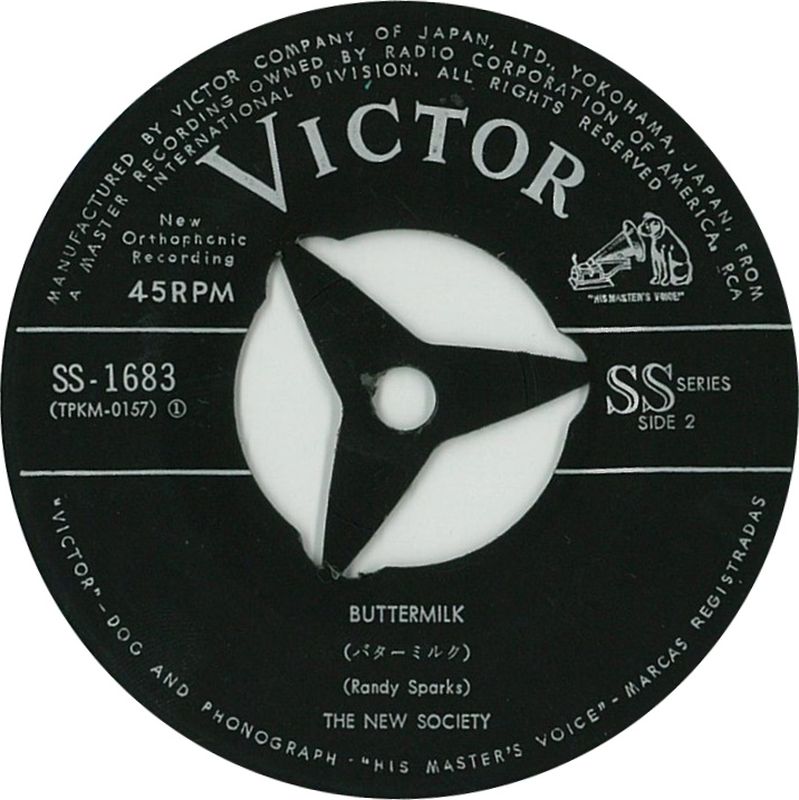 MANUFACTURED BY VICTOR COMPANY OF JAPAN, LTD., YOKOHAMA, JAPAN, FROM
A MASTER RECORDING OWNED BY RADIO CORPORATION OF AMERICA, RCA
INTERNATIONAL DIVISION. ALL RIGHTS RESERVED
VICTOR
New
Orthophonic
Recording
45RPM
"HIS MASTER'S VOICE"
SS-1683
(TPKM-0157) ①
SS SERIES
SIDE 2
BUTTERMILK
(バターミルク)
(Randy Sparks)
THE NEW SOCIETY
"VICTOR"-DOG AND PHONOGRAPH-"HIS MASTER'S VOICE"-MARCAS REGISTRADAS